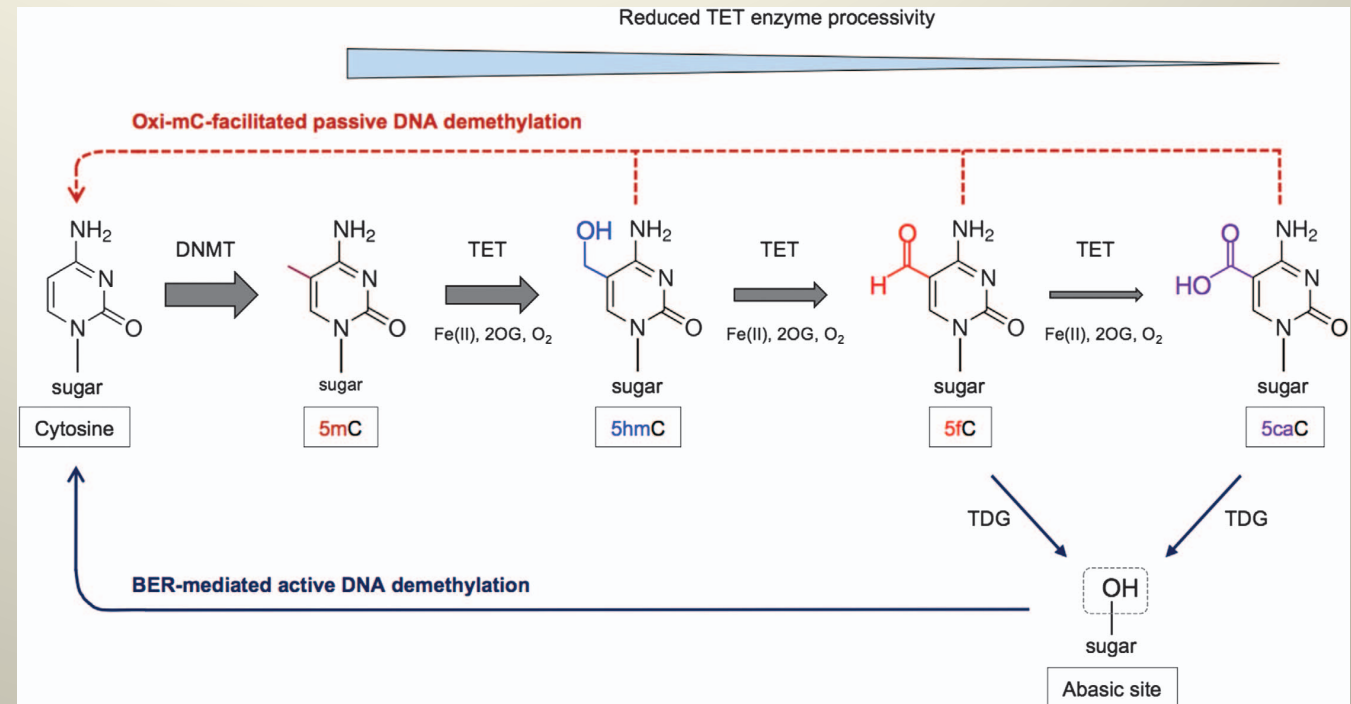 Reduced TET enzyme processivity
Oxi-mC-facilitated passive DNA demethylation
NH2
N
N
O
sugar
Cytosine
DNMT
NH2
N
N
O
sugar
5mC
TET
Fe(II), 2OG, O2
OH
NH2
N
N
O
sugar
5hmC
TET
Fe(II), 2OG, O2
O
H
NH2
N
N
O
sugar
5fC
TET
Fe(II), 2OG, O2
O
HO
NH2
N
N
O
sugar
5caC
TDG
TDG
BER-mediated active DNA demethylation
OH
sugar
Abasic site